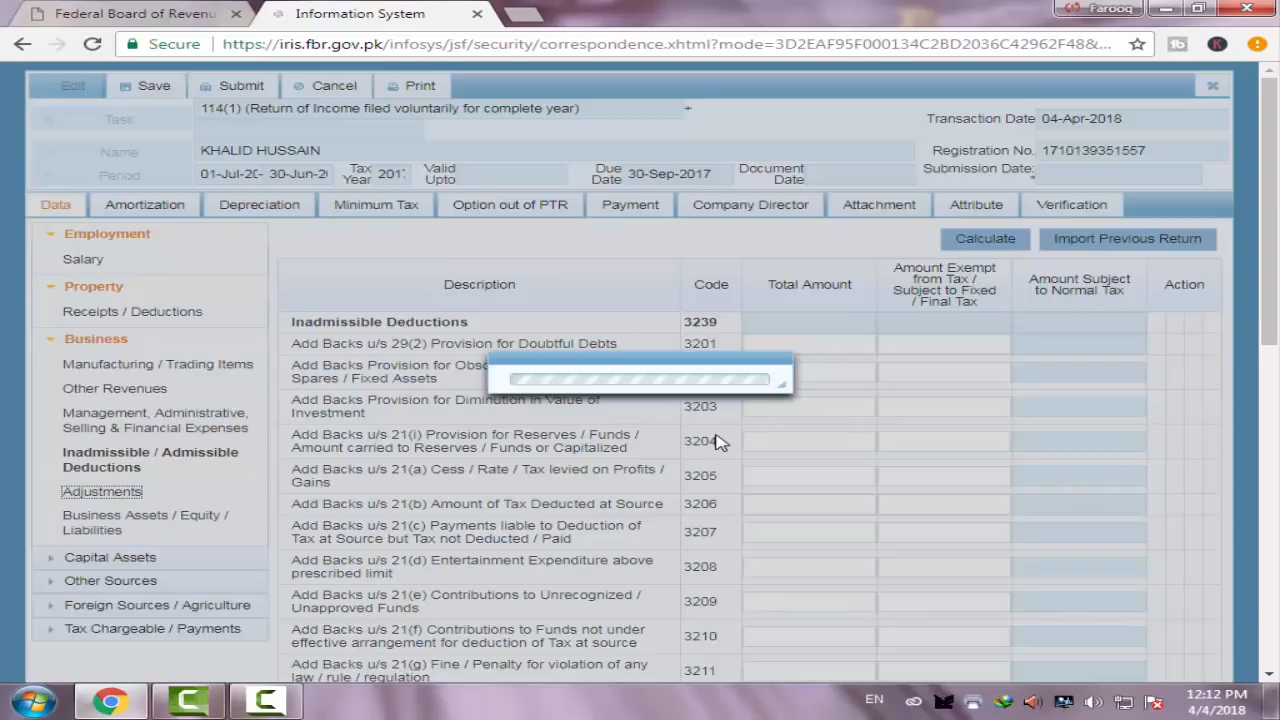 Federal Board of Revenu
Information System
Farooq
Secure
https://iris.fbr.gov.pk/infosys/jsf/security/correspondence.xhtml?mode=3D2EAF95F000134C2BD2036C42962F48&...
Edit Save Submit Cancel Print
Task 114(1) (Return of Income filed voluntarily for complete year) +
Transaction Date 04-Apr-2018
Name KHALID HUSSAIN
Registration No. 1710139351557
Period 01-Jul-20- 30-Jun-2 Tax Year 201 Valid Upto Due Date 30-Sep-2017 Document Date Submission Date:
*
Data Amortization Depreciation Minimum Tax Option out of PTR Payment Company Director Attachment Attribute Verification
Employment
Salary
Property
Receipts / Deductions
Business
Manufacturing / Trading Items
Other Revenues
Management, Administrative,
Selling & Financial Expenses
Inadmissible / Admissible
Deductions
Adjustments
Business Assets / Equity /
Liabilities
Capital Assets
Other Sources
Foreign Sources / Agriculture
Tax Chargeable / Payments
Calculate Import Previous Return
Description Code Total Amount
Amount Exempt
from Tax /
Subject to Fixed
/ Final Tax
Amount Subject
to Normal Tax
Action
Inadmissible Deductions 3239
Add Backs u/s 29(2) Provision for Doubtful Debts 3201
Add Backs Provision for
Spares / Fixed Assets
Add Backs Provision for Diminution in Value of
Investment 3203
Add Backs u/s 21(i) Provision for Reserves / Funds /
Amount carried to Reserves / Funds or Capitalized 3204
Add Backs u/s 21(a) Cess / Rate / Tax levied on Profits /
Gains 3205
Add Backs u/s 21(b) Amount of Tax Deducted at Source 3206
Add Backs u/s 21(c) Payments liable to Deduction of
Tax at Source but Tax not Deducted / Paid 3207
Add Backs u/s 21(d) Entertainment Expenditure above
prescribed limit 3208
Add Backs u/s 21(e) Contributions to Unrecognized /
Unapproved Funds 3209
Add Backs u/s 21(f) Contributions to Funds not under
effective arrangement for deduction of Tax at source 3210
Add Backs u/s 21(g) Fine / Penalty for violation of any
law / rule / regulation 3211
EN
12:12 PM
4/4/2018